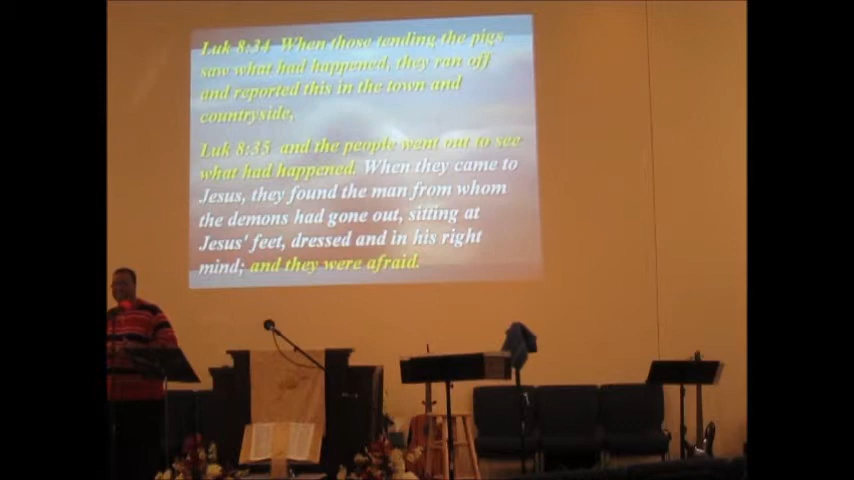 Luk 8:34 When those tending the pigs
saw what had happened, they ran off
and reported this in the town and
countryside,
Luk 8:35 and the people went out to see
what had happened. When they came to
Jesus, they found the man from whom
the demons had gone out, sitting at
Jesus' feet, dressed and in his right
mind; and they were afraid.